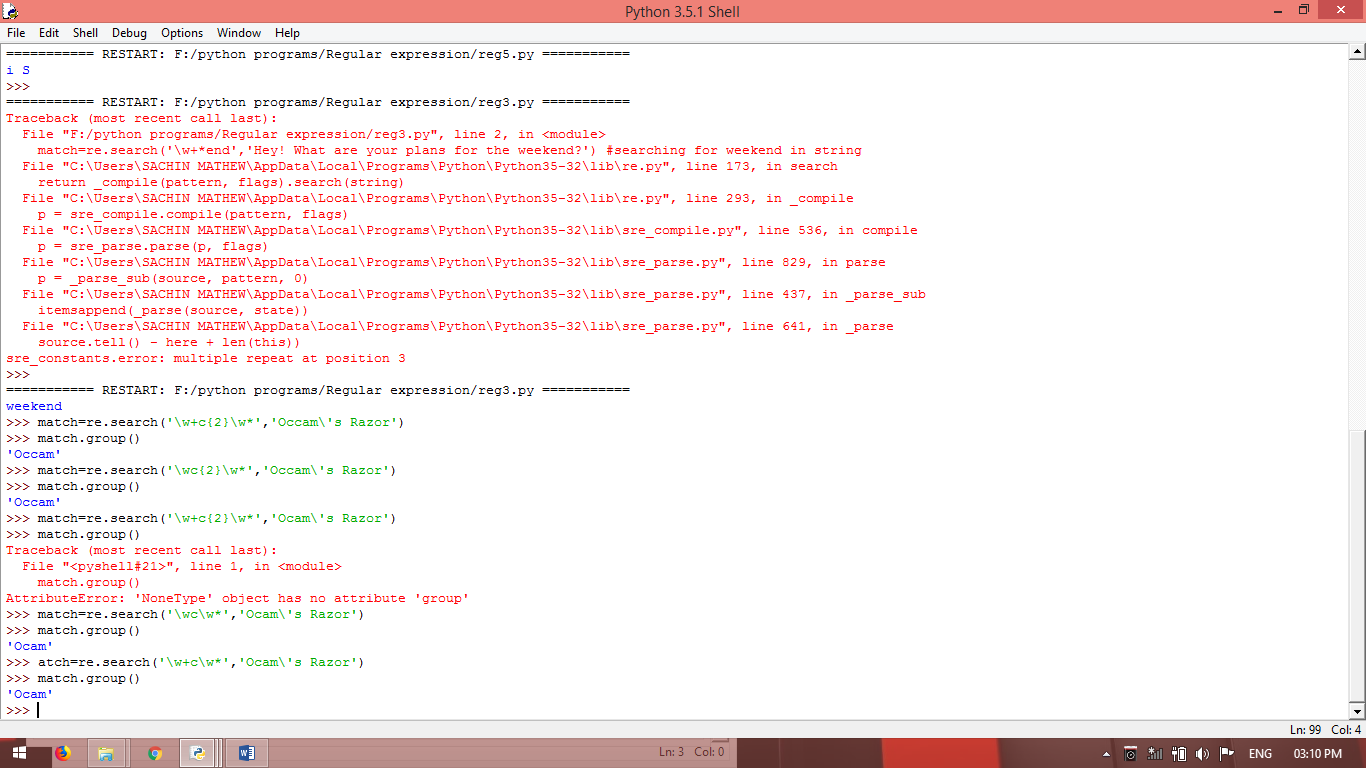 Python 3.5.1 Shell
File Edit Shell Debug Options Window Help
=========== RESTART: F:/python programs/Regular expression/reg5.py ===========
i S
>>>
=========== RESTART: F:/python programs/Regular expression/reg3.py ===========
Traceback (most recent call last):
  File "F:/python programs/Regular expression/reg3.py", line 2, in <module>
    match=re.search('\w+*end','Hey! What are your plans for the weekend?') #searching for weekend in string
  File "C:\Users\SACHIN MATHEW\AppData\Local\Programs\Python\Python35-32\lib\re.py", line 173, in search
    return _compile(pattern, flags).search(string)
  File "C:\Users\SACHIN MATHEW\AppData\Local\Programs\Python\Python35-32\lib\re.py", line 293, in _compile
    p = sre_compile.compile(pattern, flags)
  File "C:\Users\SACHIN MATHEW\AppData\Local\Programs\Python\Python35-32\lib\sre_compile.py", line 536, in compile
    p = sre_parse.parse(p, flags)
  File "C:\Users\SACHIN MATHEW\AppData\Local\Programs\Python\Python35-32\lib\sre_parse.py", line 829, in parse
    p = _parse_sub(source, pattern, 0)
  File "C:\Users\SACHIN MATHEW\AppData\Local\Programs\Python\Python35-32\lib\sre_parse.py", line 437, in _parse_sub
    itemsappend(_parse(source, state))
  File "C:\Users\SACHIN MATHEW\AppData\Local\Programs\Python\Python35-32\lib\sre_parse.py", line 641, in _parse
    source.tell() - here + len(this))
sre_constants.error: multiple repeat at position 3
>>>
=========== RESTART: F:/python programs/Regular expression/reg3.py ===========
weekend
>>> match=re.search('\w+c{2}\w*','Occam\'s Razor')
>>> match.group()
'Occam'
>>> match=re.search('\wc{2}\w*','Occam\'s Razor')
>>> match.group()
'Occam'
>>> match=re.search('\w+c{2}\w*','Ocam\'s Razor')
>>> match.group()
Traceback (most recent call last):
  File "<pyshell#21>", line 1, in <module>
    match.group()
AttributeError: 'NoneType' object has no attribute 'group'
>>> match=re.search('\wc\w*','Ocam\'s Razor')
>>> match.group()
'Ocam'
>>> atch=re.search('\w+c\w*','Ocam\'s Razor')
>>> match.group()
'Ocam'
>>>
Ln: 99 Col: 4
Ln: 3 Col: 0
ENG 03:10 PM